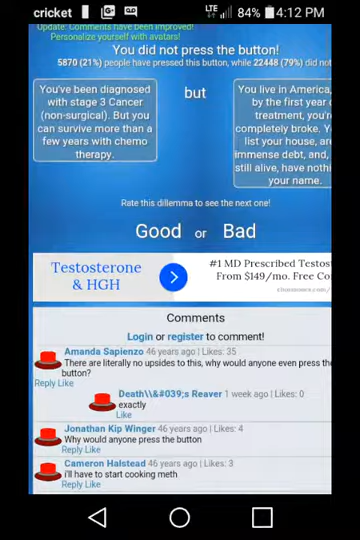 cricket LTE 84% 4:12 PM
Update: Comments have been improved!
Personalize yourself with avatars!
You did not press the button!
5870 (21%) people have pressed this button, while 22448 (79%) did no
You've been diagnosed
with stage 3 Cancer
(non-surgical). But you
can survive more than a
few years with chemo
therapy.
but
You live in America,
by the first year o
treatment, you're
completely broke. Yo
list your house, are
immense debt, and,
still alive, have nothi
your name.
Rate this dillemma to see the next one!
Good or Bad
Testosterone
& HGH
#1 MD Prescribed Testos
From $149/mo. Free Co
Comments
Login or register to comment!
Amanda Sapienzo 46 years ago | Likes: 35
There are literally no upsides to this, why would anyone even press the
button?
Reply Like
Death\\&#039;s Reaver 1 week ago | Likes: 0
exactly
Like
Jonathan Kip Winger 46 years ago | Likes: 4
Why would anyone press the button
Reply Like
Cameron Halstead 46 years ago | Likes: 3
i'll have to start cooking meth
Reply Like